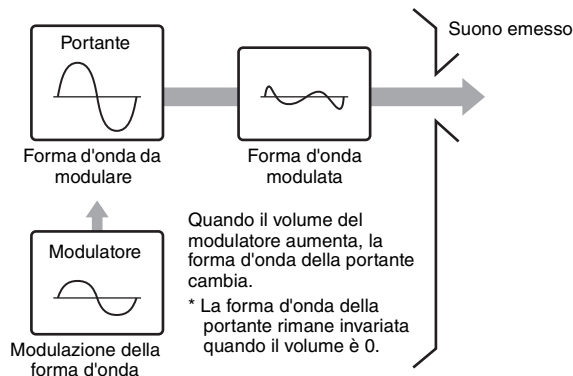 Portante
Suono emesso
Forma d'onda da
modulare
Forma d'onda
modulata
Modulatore
Modulazione della
forma d'onda
Quando il volume del
modulatore aumenta, la
forma d'onda della portante
cambia.
* La forma d'onda della
portante rimane invariata
quando il volume è 0.